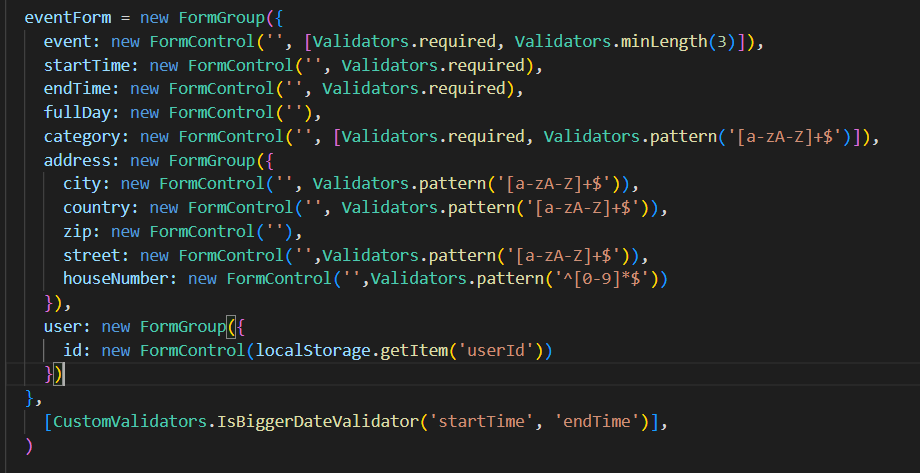 eventForm = new FormGroup({
event: new FormControl('', [Validators.required, Validators.minLength(3)]),
startTime: new FormControl('', Validators.required),
endTime: new FormControl('', Validators.required),
fullDay: new FormControl(''),
category: new FormControl('', [Validators.required, Validators.pattern('[a-zA-Z]+$')]),
address: new FormGroup({
city: new FormControl('', Validators.pattern('[a-zA-Z]+$')),
country: new FormControl('', Validators.pattern('[a-zA-Z]+$')),
zip: new FormControl(''),
street: new FormControl('',Validators.pattern('[a-zA-Z]+$')),
houseNumber: new FormControl('',Validators.pattern('^[0-9]*$'))
}),
user: new FormGroup({
id: new FormControl(localStorage.getItem('userId'))
})
},
[CustomValidators.IsBiggerDateValidator('startTime', 'endTime')],
)